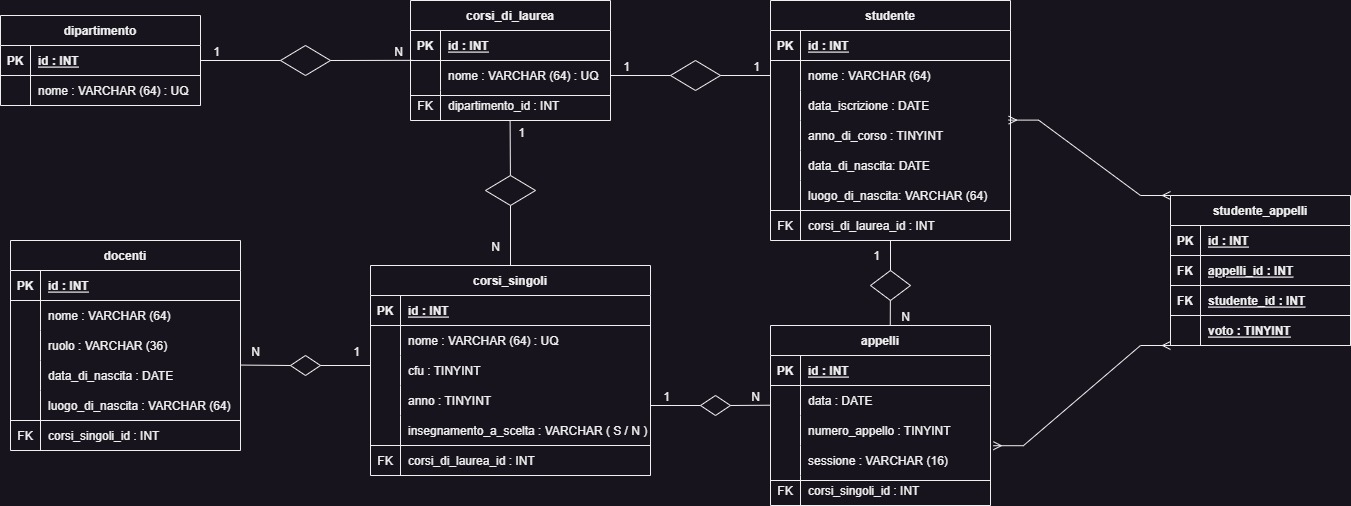 dipartimento
PK id : INT
nome : VARCHAR (64) : UQ
1
N
corsi_di_laurea
PK id : INT
nome : VARCHAR (64) : UQ
FK dipartimento_id : INT
1
1
studente
PK id : INT
nome : VARCHAR (64)
data_iscrizione : DATE
anno_di_corso : TINYINT
data_di_nascita: DATE
luogo_di_nascita: VARCHAR (64)
FK corsi_di_laurea_id : INT
1
N
1
N
studente_appelli
PK id : INT
FK appelli_id : INT
FK studente_id : INT
voto : TINYINT
docenti
PK id : INT
nome : VARCHAR (64)
ruolo : VARCHAR (36)
data_di_nascita : DATE
luogo_di_nascita : VARCHAR (64)
FK corsi_singoli_id : INT
N
1
corsi_singoli
PK id : INT
nome : VARCHAR (64) : UQ
cfu : TINYINT
anno : TINYINT
insegnamento_a_scelta : VARCHAR ( S / N )
FK corsi_di_laurea_id : INT
1
N
appelli
PK id : INT
data : DATE
numero_appello : TINYINT
sessione : VARCHAR (16)
FK corsi_singoli_id : INT